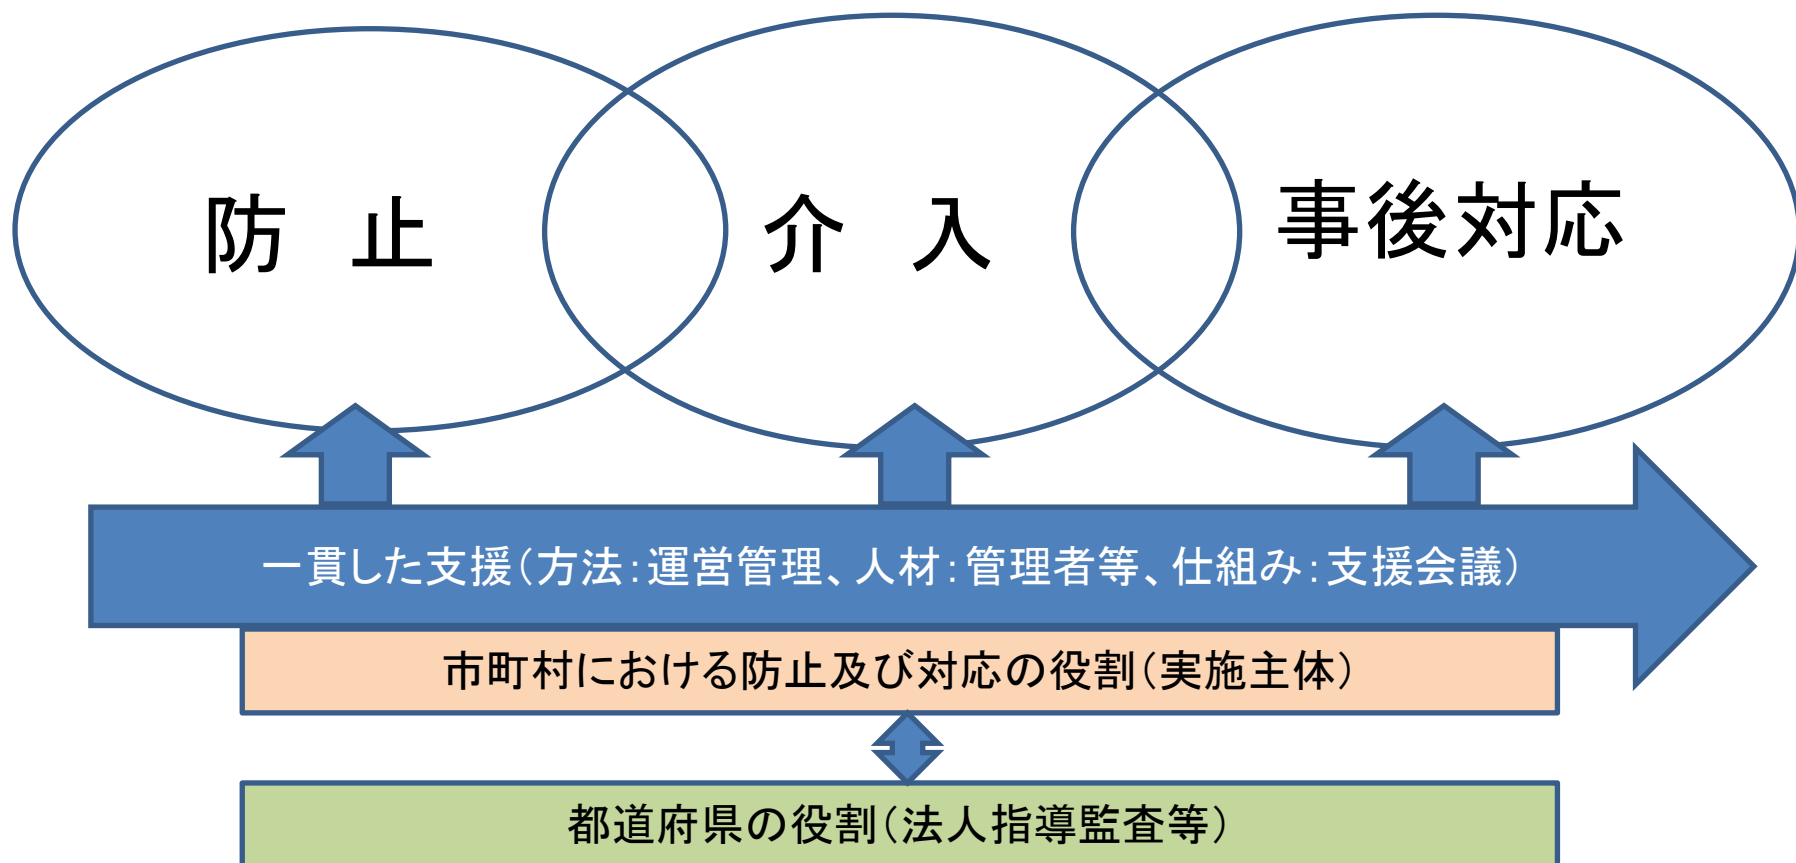 防　止
介　入
事後対応
一貫した支援（方法：運営管理、人材：管理者等、仕組み：支援会議）
市町村における防止及び対応の役割（実施主体）
都道府県の役割（法人指導監査等）